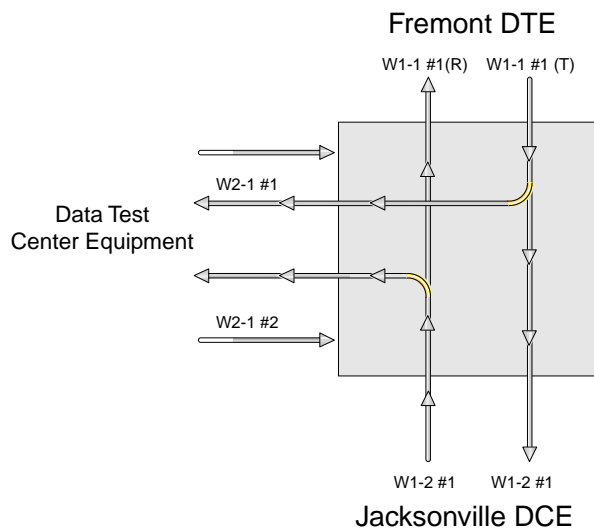 Fremont DTE
W1-1 #1(R)
W1-1 #1 (T)
W2-1 #1
Data Test
Center Equipment
W2-1 #2
W1-2 #1
W1-2 #1
Jacksonville DCE